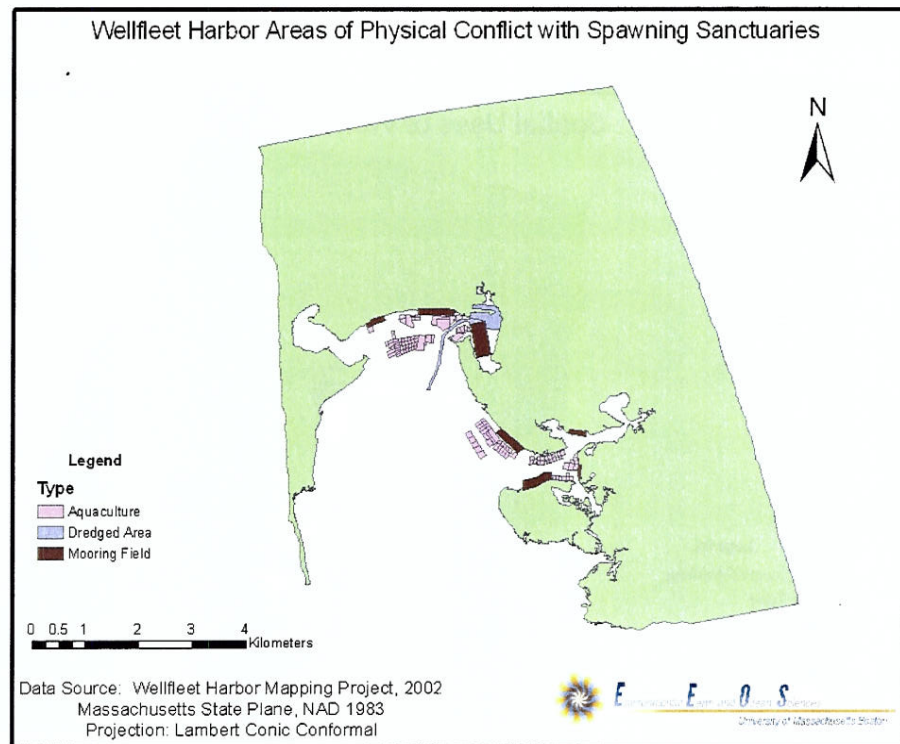 Wellfleet Harbor Areas of Physical Conflict with Spawning Sanctuaries
N
Legend
Type
Aquaculture
Dredged Area
Mooring Field
0 0.5 1 2 3 4
Kilometers
Data Source: Wellfleet Harbor Mapping Project, 2002
Massachusetts State Plane, NAD 1983
Projection: Lambert Conic Conformal
E E O S
University of Massachusetts Boston